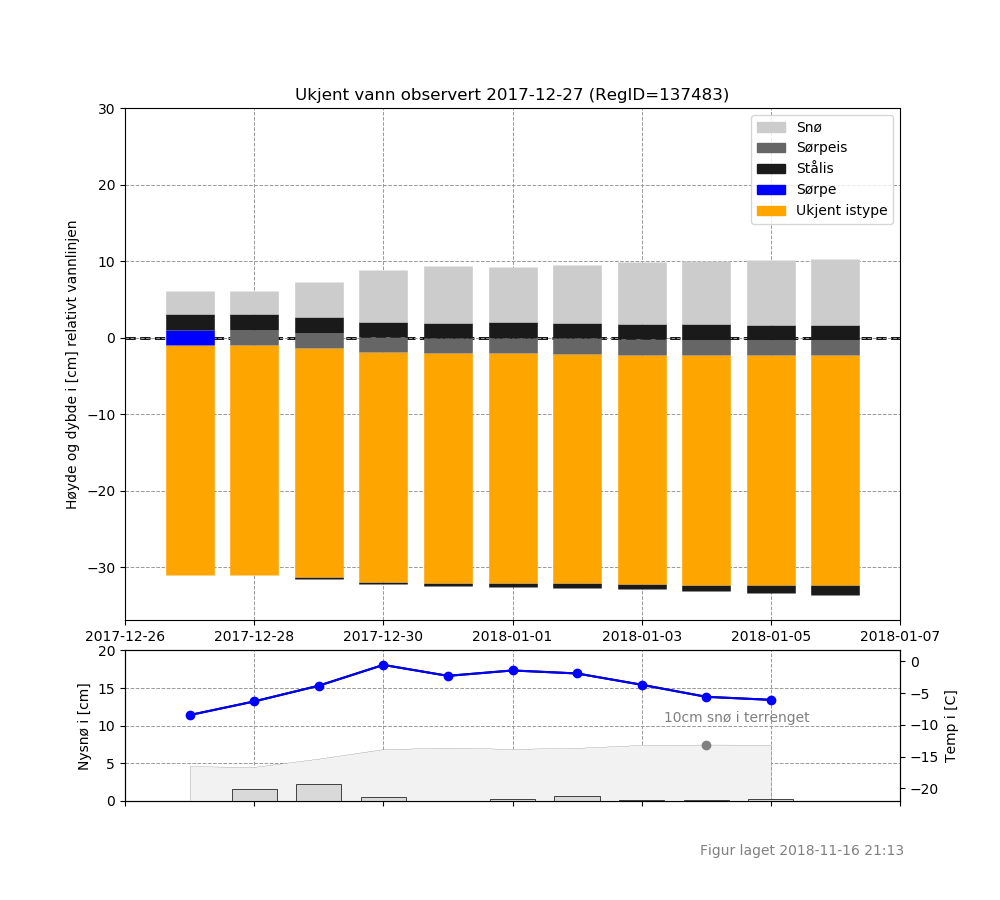 Ukjent vann observert 2017-12-27 (RegID=137483)
Høyde og dybde i [cm] relativt vannlinjen
30
20
10
0
−10
−20
−30
Snø
Sørpeis
Stålis
Sørpe
Ukjent istype
2017-12-26 2017-12-28 2017-12-30 2018-01-01 2018-01-03 2018-01-05 2018-01-07
Nysnø i [cm]
20
15
10
5
0
10cm snø i terrenget
0
−5
−10
−15
−20
Temp i [C]
Figur laget 2018-11-16 21:13